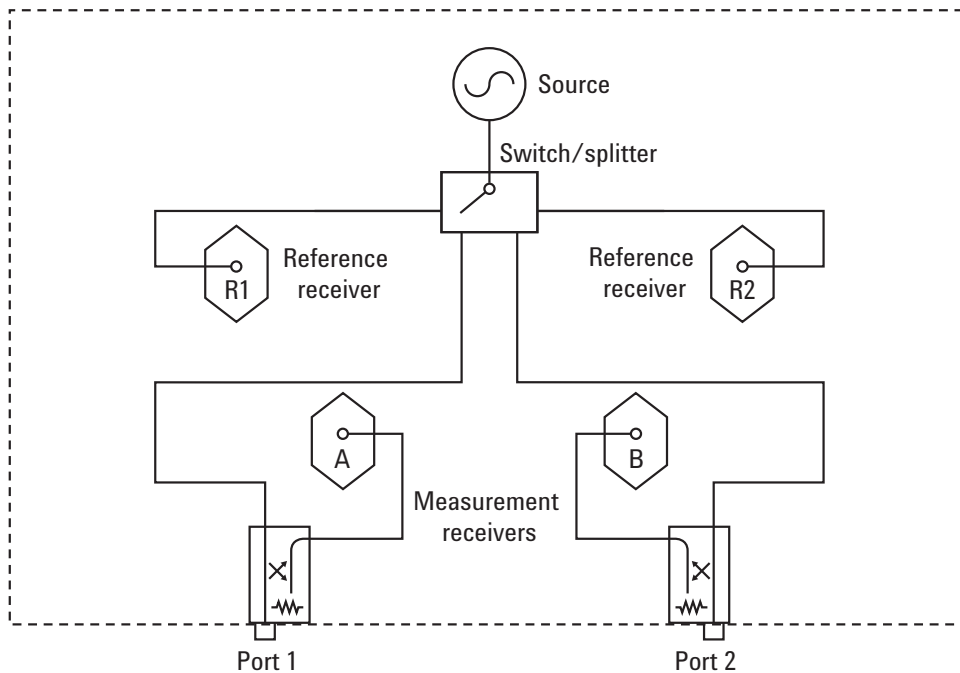 Source
Switch/splitter
Reference
receiver
R1
Reference
receiver
R2
A
B
Measurement
receivers
Port 1
Port 2